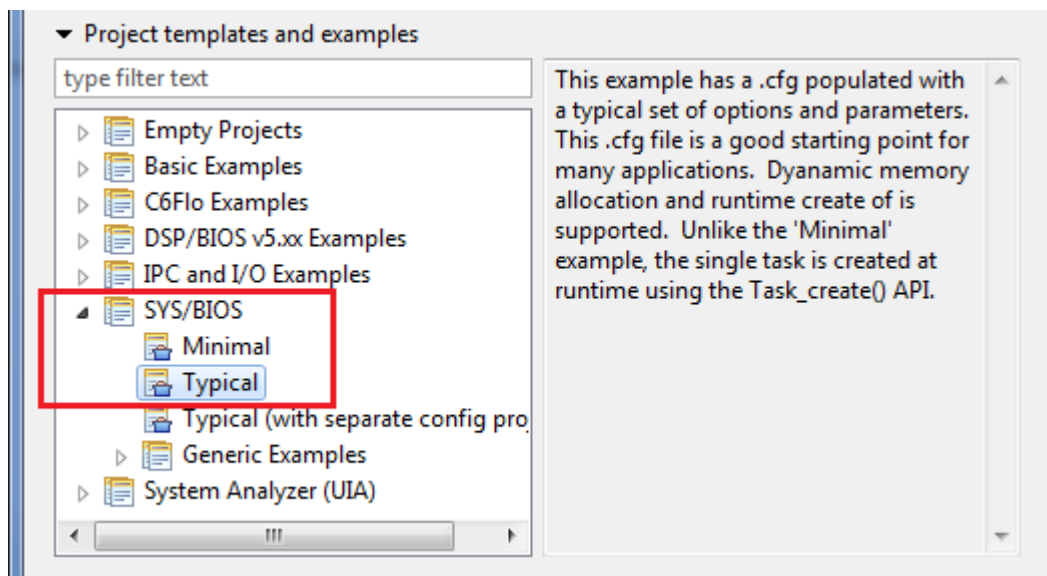 Project templates and examples
type filter text
Empty Projects
Basic Examples
C6Flo Examples
DSP/BIOS v5.xx Examples
IPC and I/O Examples
SYS/BIOS
Minimal
Typical
Typical (with separate config pro
Generic Examples
System Analyzer (UIA)
This example has a .cfg populated with
a typical set of options and parameters.
This .cfg file is a good starting point for
many applications.  Dyanamic memory
allocation and runtime create of is
supported.  Unlike the 'Minimal'
example, the single task is created at
runtime using the Task_create() API.